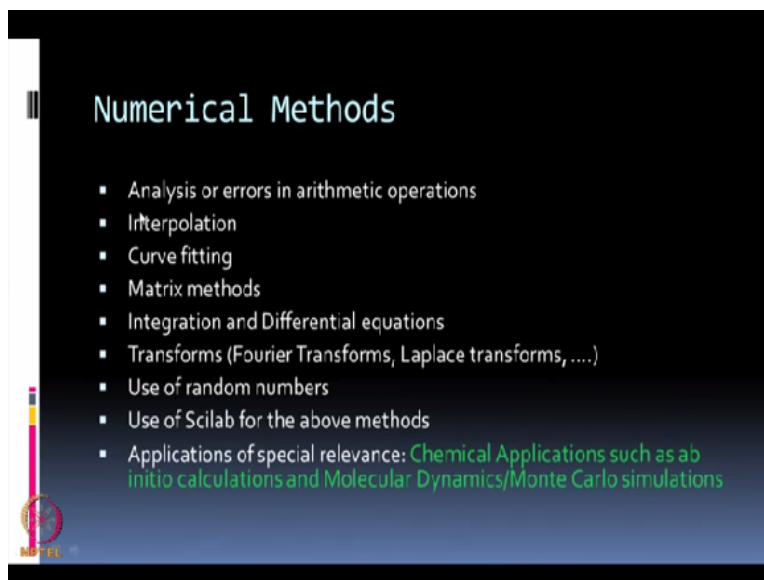 Numerical Methods
Analysis or errors in arithmetic operations
Interpolation
Curve fitting
Matrix methods
Integration and Differential equations
Transforms (Fourier Transforms, Laplace transforms, ....)
Use of random numbers
Use of Scilab for the above methods
Applications of special relevance: Chemical Applications such as ab
initio calculations and Molecular Dynamics/Monte Carlo simulations
NPTEL